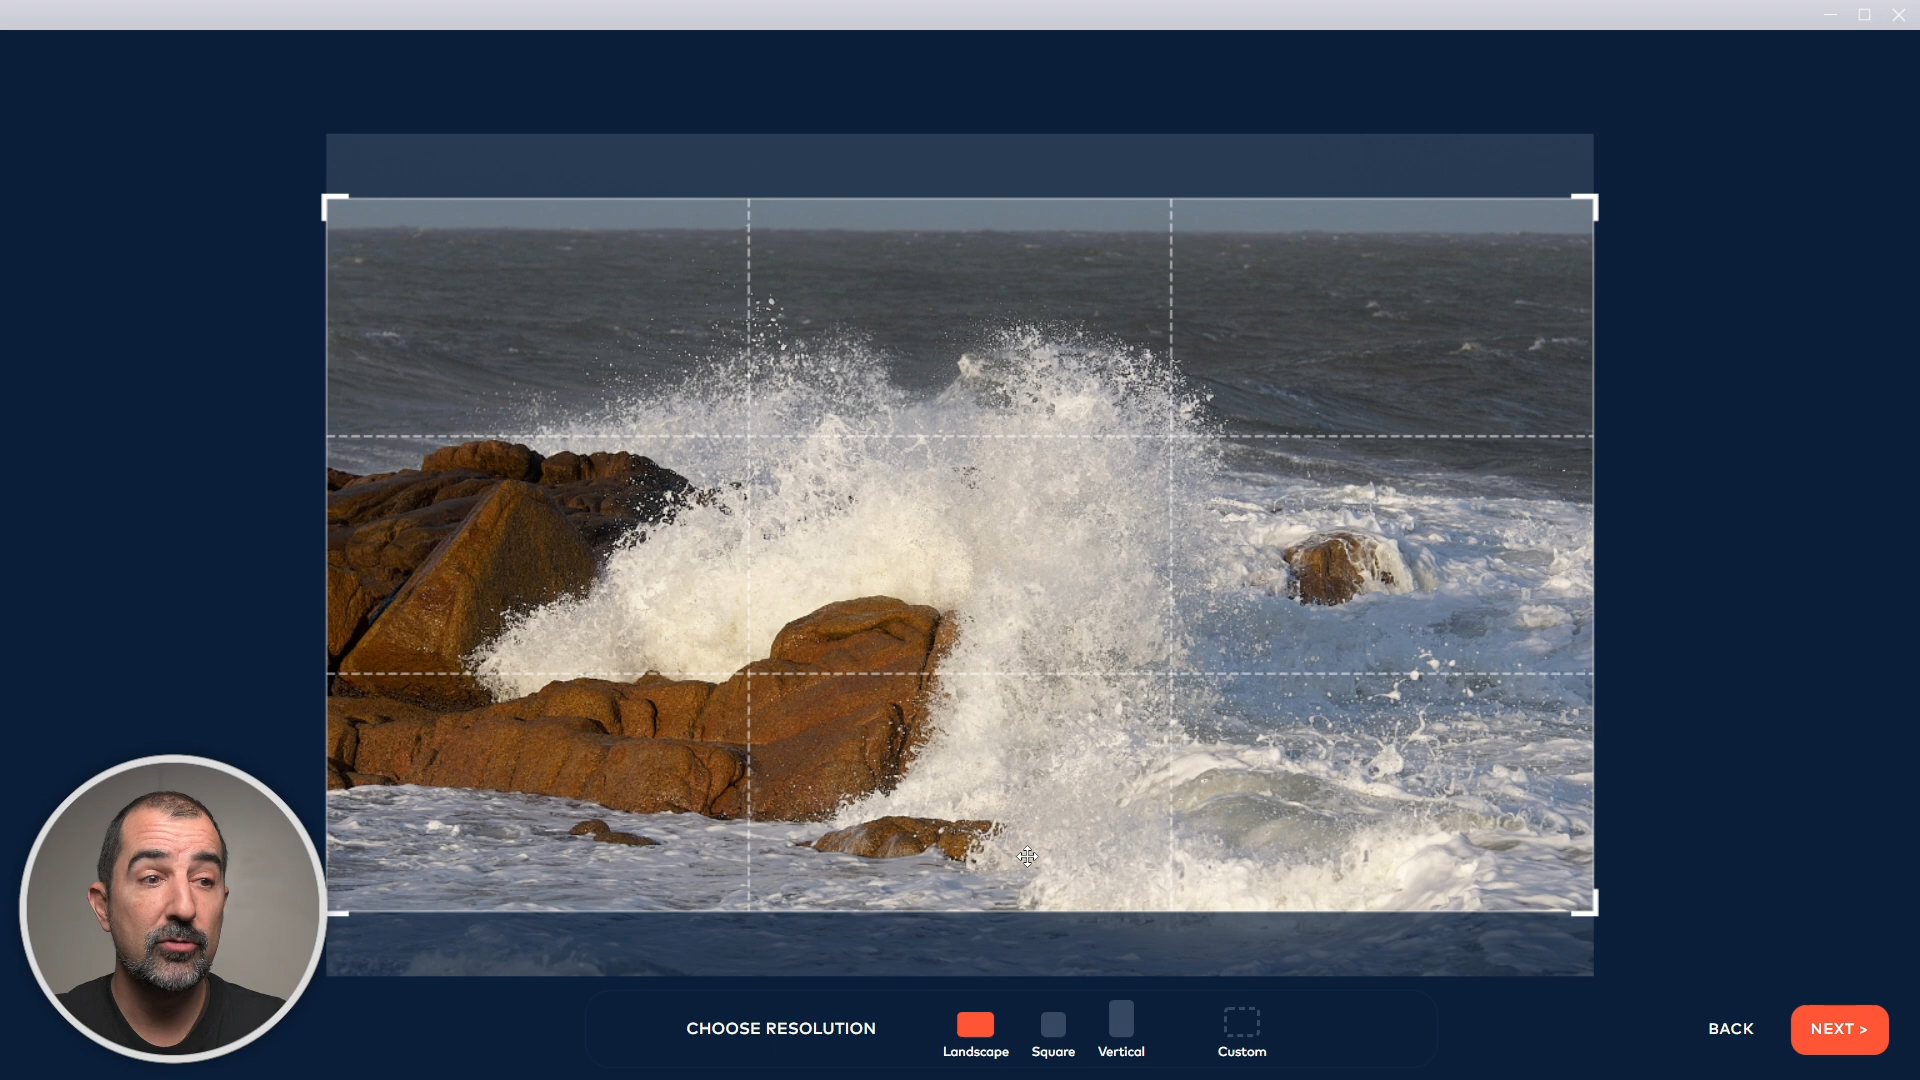 CHOOSE RESOLUTION
Landscape
Square
Vertical
Custom
BACK
NEXT >